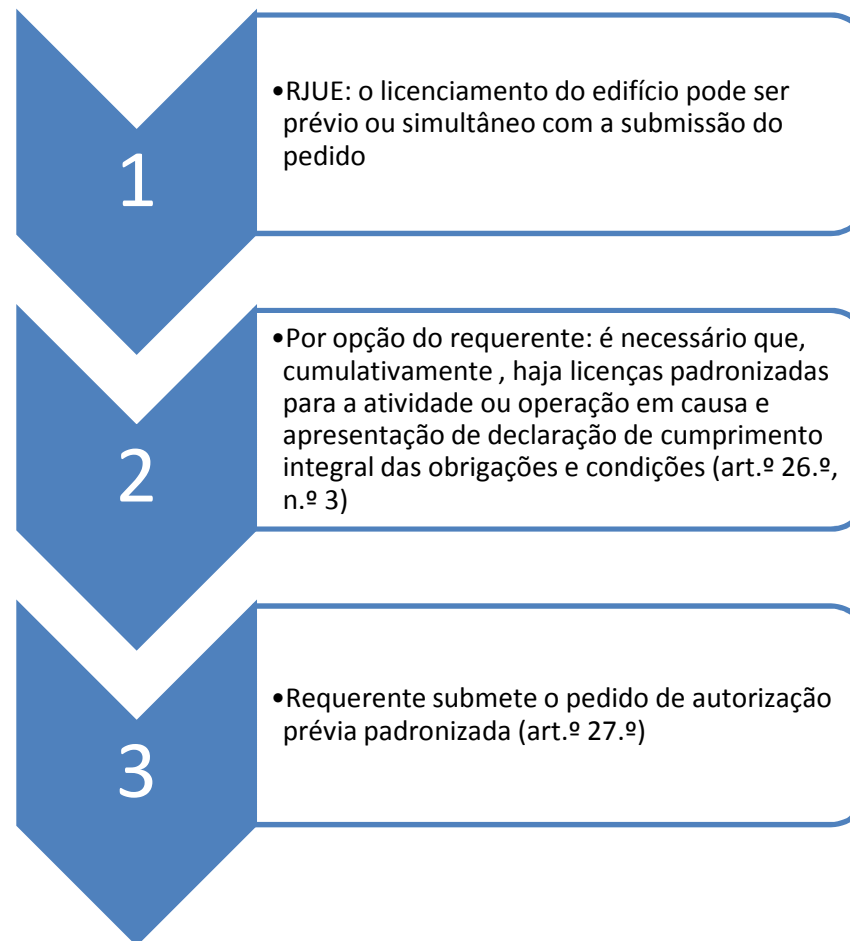 1
•RJUE: o licenciamento do edifício pode ser
prévio ou simultâneo com a submissão do
pedido
2
•Por opção do requerente: é necessário que,
cumulativamente , haja licenças padronizadas
para a atividade ou operação em causa e
apresentação de declaração de cumprimento
integral das obrigações e condições (art.º 26.º,
n.º 3)
3
•Requerente submete o pedido de autorização
prévia padronizada (art.º 27.º)